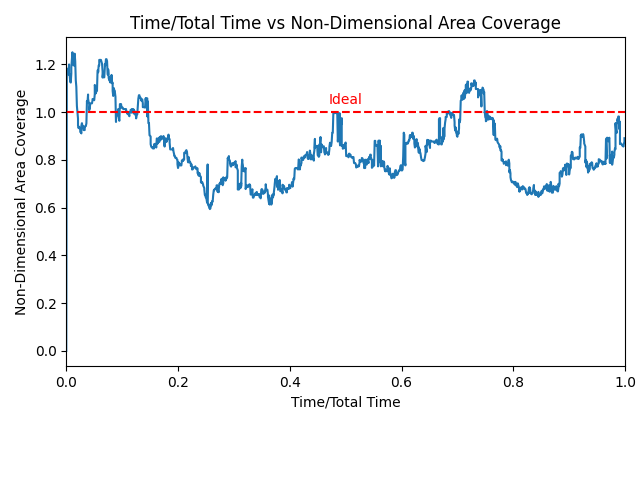 Time/Total Time vs Non-Dimensional Area Coverage
Non-Dimensional Area Coverage
1.2
1.0
0.8
0.6
0.4
0.2
0.0
Ideal
0.0 0.2 0.4 0.6 0.8 1.0
Time/Total Time